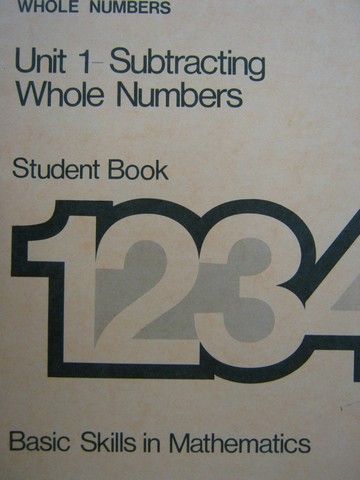 WHOLE NUMBERS
Unit 1-Subtracting
Whole Numbers
Student Book
1234
Basic Skills in Mathematics